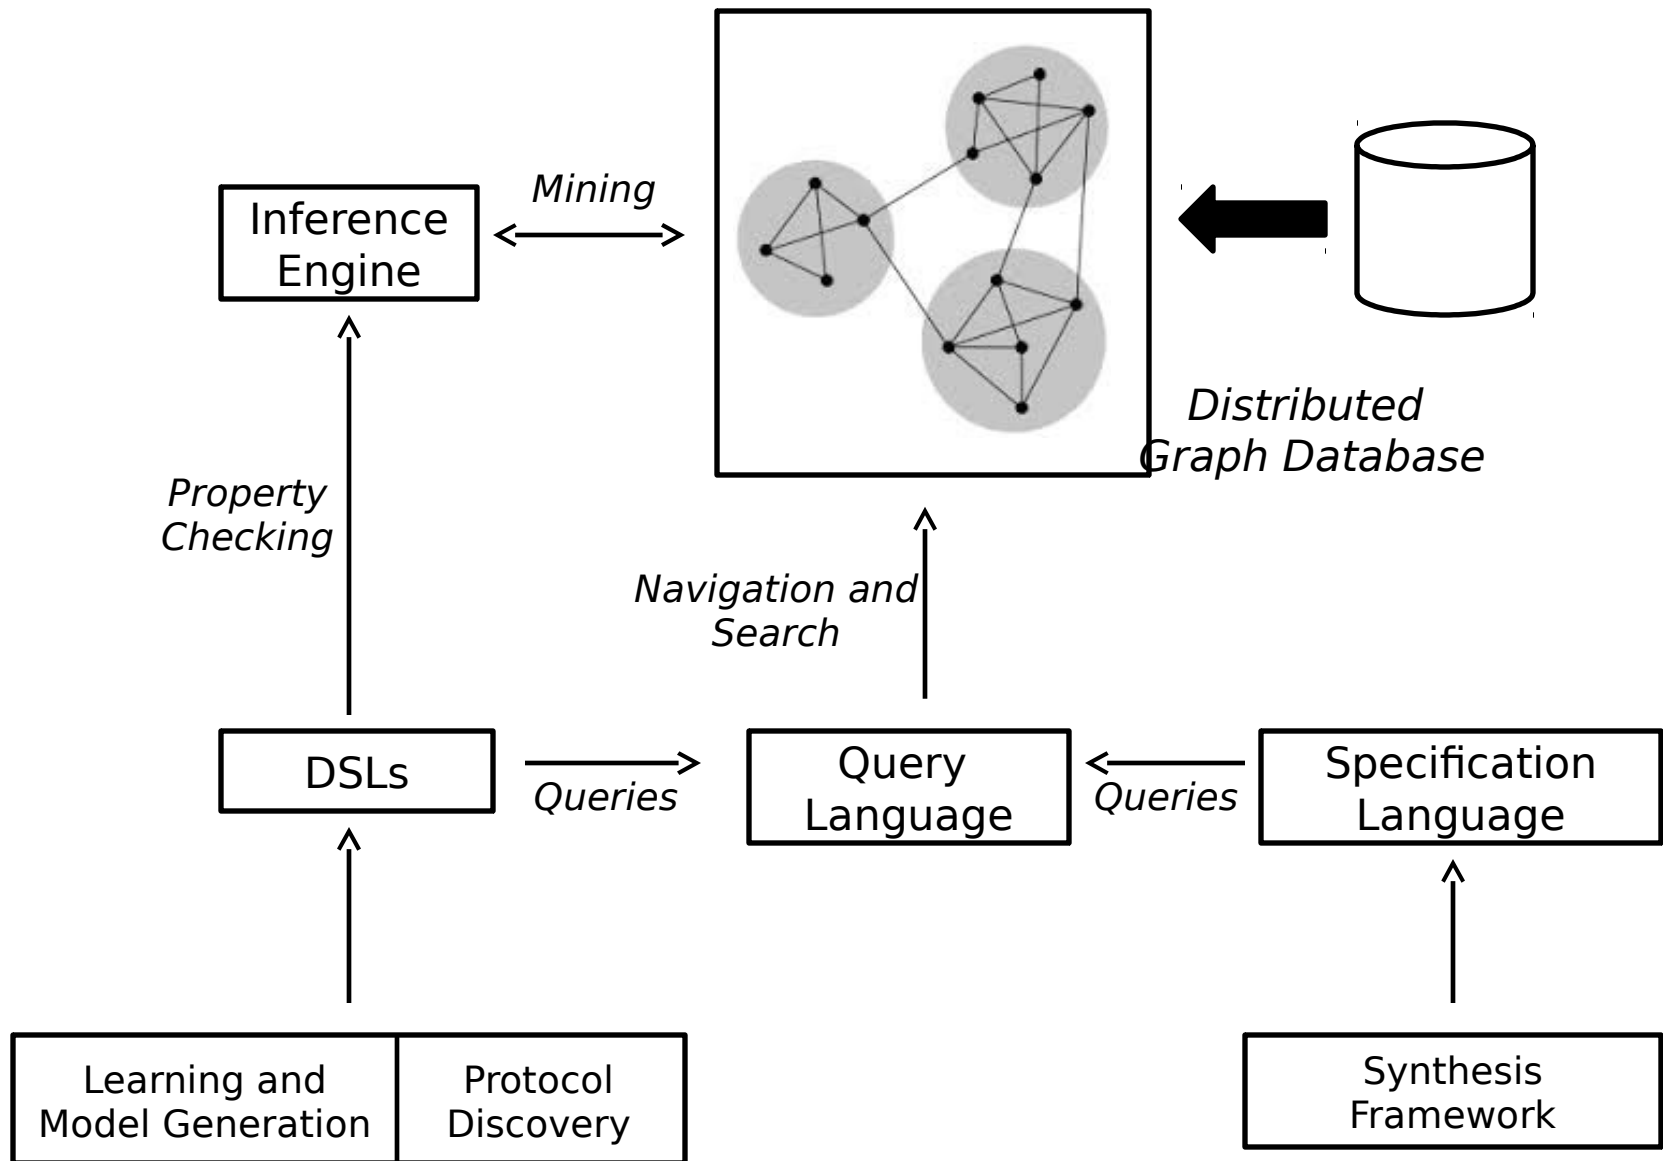 Mining
Inference
Engine
Distributed
Graph Database
Property
Checking
Navigation and
Search
DSLs
Queries
Query
Language
Queries
Specification
Language
Learning and
Model Generation
Protocol
Discovery
Synthesis
Framework